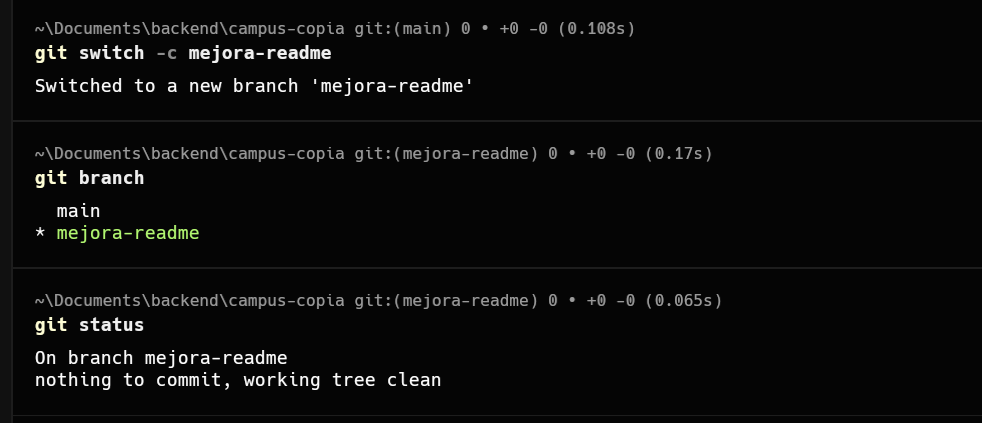 ~\Documents\backend\campus-copia git:(main) 0 • +0 -0 (0.108s)
git switch -c mejora-readme
Switched to a new branch 'mejora-readme'
~\Documents\backend\campus-copia git:(mejora-readme) 0 • +0 -0 (0.17s)
git branch
  main
* mejora-readme
~\Documents\backend\campus-copia git:(mejora-readme) 0 • +0 -0 (0.065s)
git status
On branch mejora-readme
nothing to commit, working tree clean